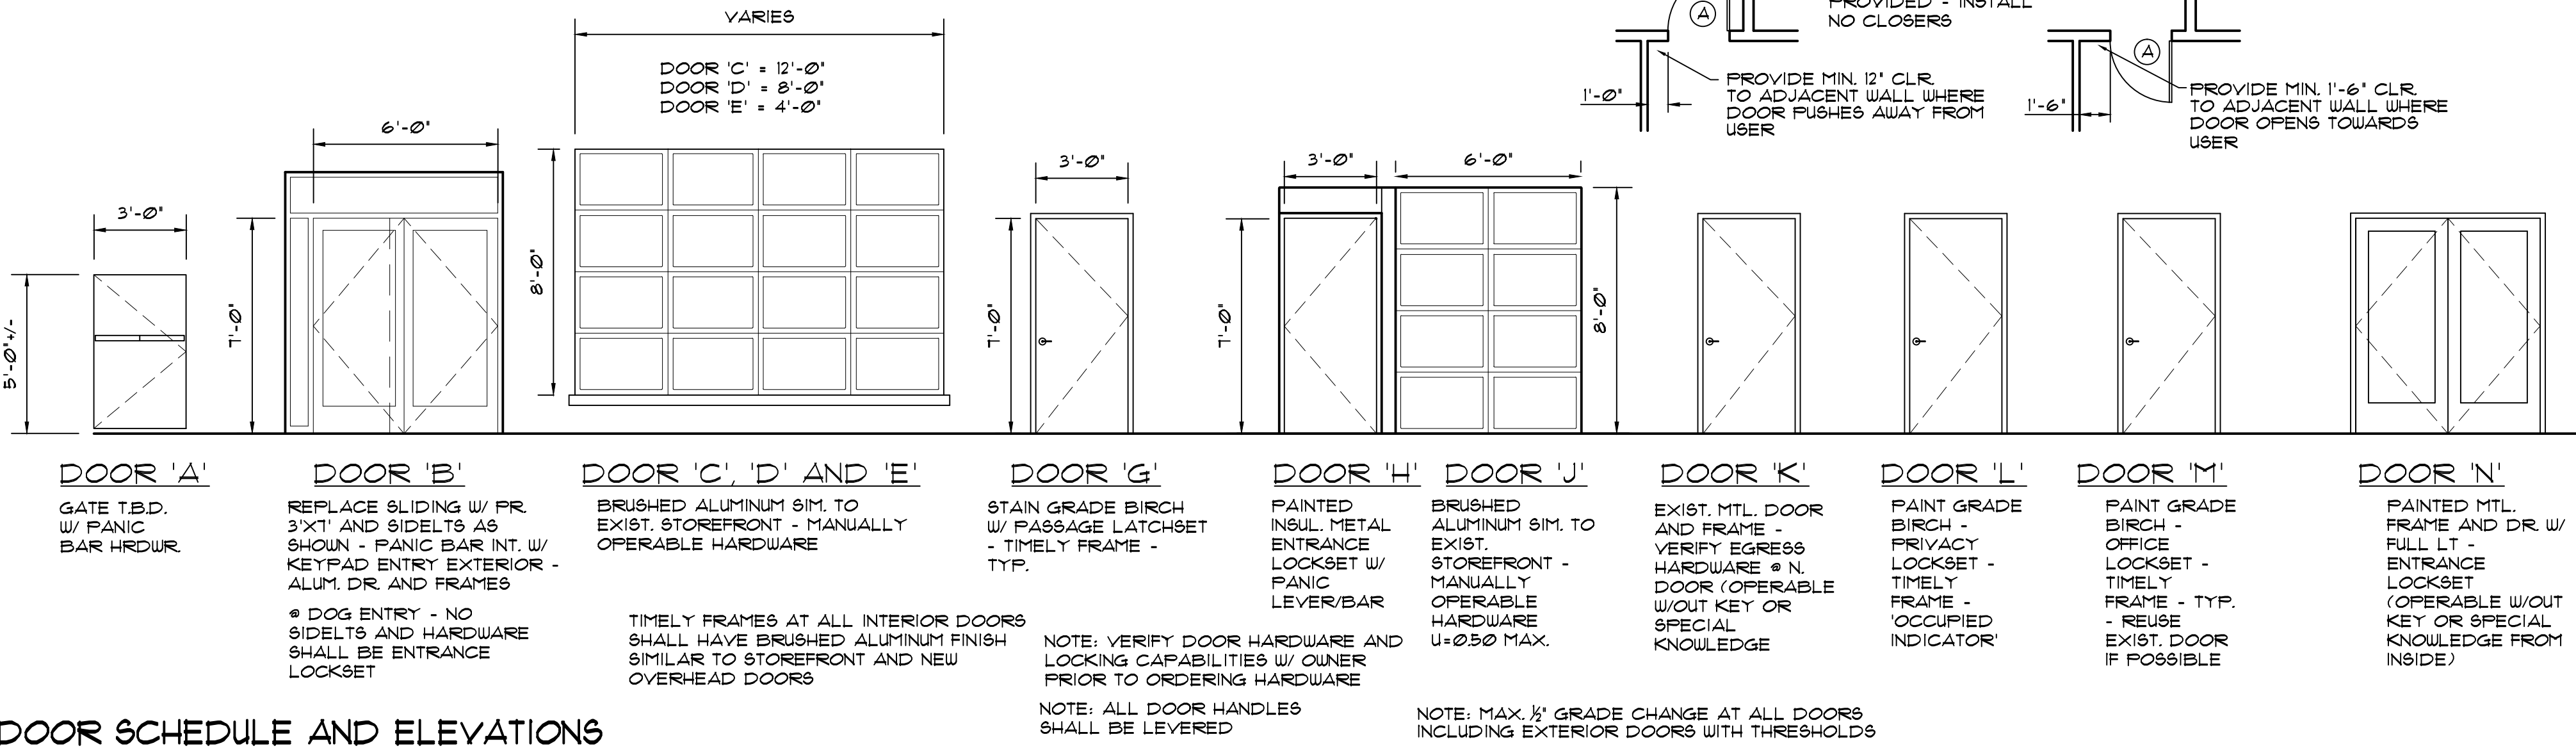 VARIES
DOOR 'C' = 12'-0"
DOOR 'D' = 8'-0"
DOOR 'E' = 4'-0"
A
PROVIDED - INSTALL
NO CLOSERS
A
PROVIDE MIN. 12" CLR.
TO ADJACENT WALL WHERE
DOOR PUSHES AWAY FROM
USER
1'-0"
PROVIDE MIN. 1'-6" CLR.
TO ADJACENT WALL WHERE
DOOR OPENS TOWARDS
USER
1'-6"
3'-0"
5'-0"+/-
6'-0"
7'-0"
8'-0"
3'-0"
7'-0"
3'-0"
6'-0"
7'-0"
8'-0"
DOOR 'A'
GATE T.B.D.
W/ PANIC
BAR HRDWR.
DOOR 'B'
REPLACE SLIDING W/ PR.
3'X7' AND SIDELTS AS
SHOWN - PANIC BAR INT. W/
KEYPAD ENTRY EXTERIOR -
ALUM. DR. AND FRAMES
@ DOG ENTRY - NO
SIDELTS AND HARDWARE
SHALL BE ENTRANCE
LOCKSET
DOOR 'C', 'D' AND 'E'
BRUSHED ALUMINUM SIM. TO
EXIST. STOREFRONT - MANUALLY
OPERABLE HARDWARE
TIMELY FRAMES AT ALL INTERIOR DOORS
SHALL HAVE BRUSHED ALUMINUM FINISH
SIMILAR TO STOREFRONT AND NEW
OVERHEAD DOORS
DOOR 'G'
STAIN GRADE BIRCH
W/ PASSAGE LATCHSET
- TIMELY FRAME -
TYP.
NOTE: VERIFY DOOR HARDWARE AND
LOCKING CAPABILITIES W/ OWNER
PRIOR TO ORDERING HARDWARE
NOTE: ALL DOOR HANDLES
SHALL BE LEVERED
DOOR 'H'
PAINTED
INSUL. METAL
ENTRANCE
LOCKSET W/
PANIC
LEVER/BAR
DOOR 'J'
BRUSHED
ALUMINUM SIM. TO
EXIST.
STOREFRONT -
MANUALLY
OPERABLE
HARDWARE
U=0.50 MAX.
NOTE: MAX. ½" GRADE CHANGE AT ALL DOORS
INCLUDING EXTERIOR DOORS WITH THRESHOLDS
DOOR 'K'
EXIST. MTL. DOOR
AND FRAME -
VERIFY EGRESS
HARDWARE @ N.
DOOR (OPERABLE
W/OUT KEY OR
SPECIAL
KNOWLEDGE
DOOR 'L'
PAINT GRADE
BIRCH -
PRIVACY
LOCKSET -
TIMELY
FRAME -
'OCCUPIED
INDICATOR'
DOOR 'M'
PAINT GRADE
BIRCH -
OFFICE
LOCKSET -
TIMELY
FRAME - TYP.
- REUSE
EXIST. DOOR
IF POSSIBLE
DOOR 'N'
PAINTED MTL.
FRAME AND DR. W/
FULL LT -
ENTRANCE
LOCKSET
(OPERABLE W/OUT
KEY OR SPECIAL
KNOWLEDGE FROM
INSIDE)
DOOR SCHEDULE AND ELEVATIONS